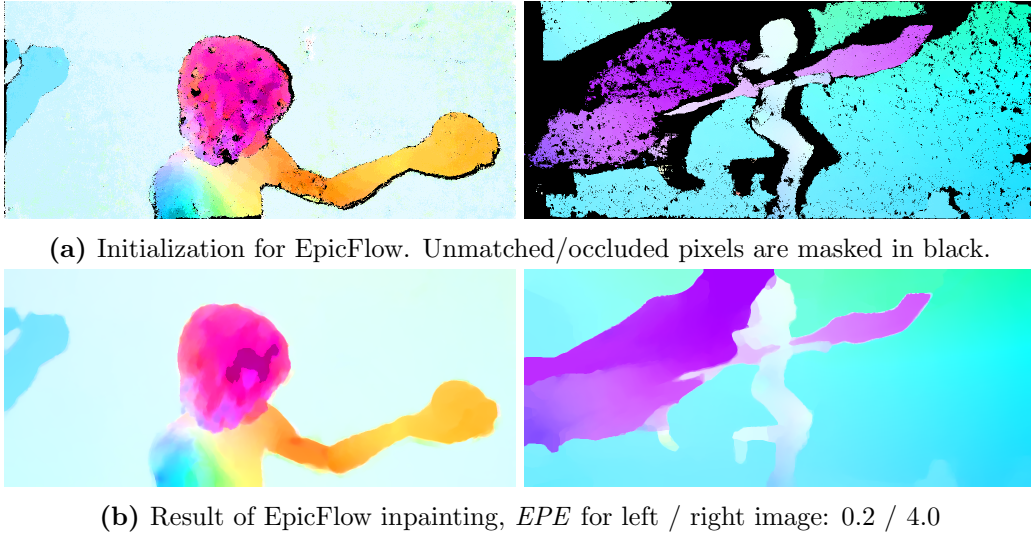 (a) Initialization for EpicFlow. Unmatched/occluded pixels are masked in black.
(b) Result of EpicFlow inpainting, EPE for left / right image: 0.2 / 4.0